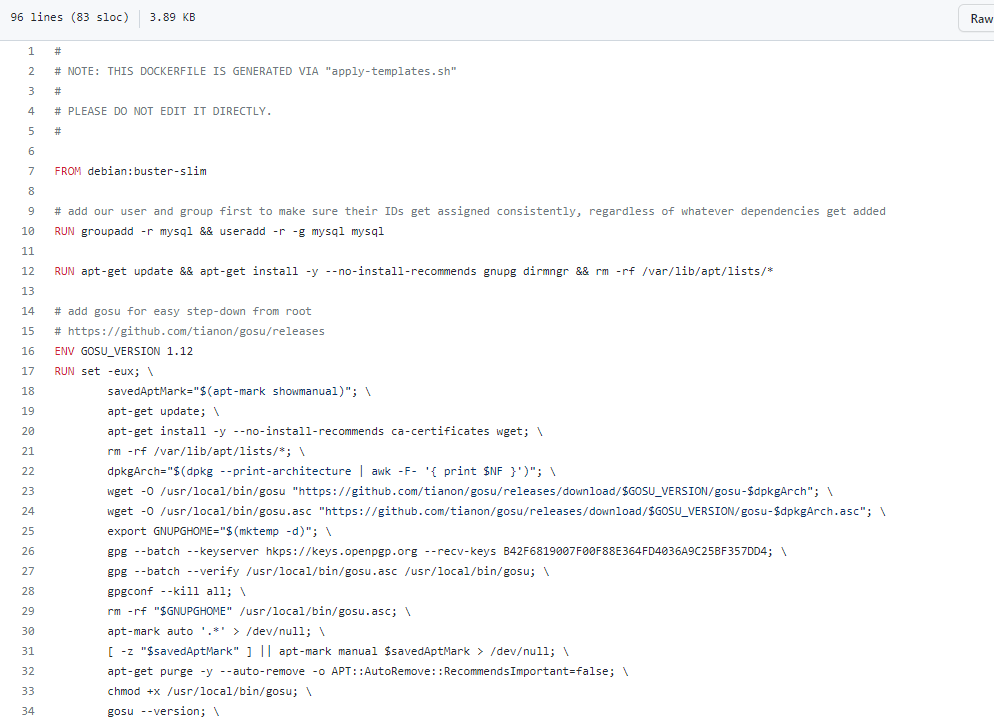 96 lines (83 sloc) 3.89 KB
Raw
1 #
2 # NOTE: THIS DOCKERFILE IS GENERATED VIA "apply-templates.sh"
3 #
4 # PLEASE DO NOT EDIT IT DIRECTLY.
5 #
6
7 FROM debian:buster-slim
8
9 # add our user and group first to make sure their IDs get assigned consistently, regardless of whatever dependencies get added
10 RUN groupadd -r mysql && useradd -r -g mysql mysql
11
12 RUN apt-get update && apt-get install -y --no-install-recommends gnupg dirmngr && rm -rf /var/lib/apt/lists/*
13
14 # add gosu for easy step-down from root
15 # https://github.com/tianon/gosu/releases
16 ENV GOSU_VERSION 1.12
17 RUN set -eux; \
18 savedAptMark="$(apt-mark showmanual)"; \
19 apt-get update; \
20 apt-get install -y --no-install-recommends ca-certificates wget; \
21 rm -rf /var/lib/apt/lists/*; \
22 dpkgArch="$(dpkg --print-architecture | awk -F- '{ print $NF }')"; \
23 wget -O /usr/local/bin/gosu "https://github.com/tianon/gosu/releases/download/$GOSU_VERSION/gosu-$dpkgArch"; \
24 wget -O /usr/local/bin/gosu.asc "https://github.com/tianon/gosu/releases/download/$GOSU_VERSION/gosu-$dpkgArch.asc"; \
25 export GNUPGHOME="$(mktemp -d)"; \
26 gpg --batch --keyserver hkps://keys.openpgp.org --recv-keys B42F6819007F00F88E364FD4036A9C25BF357DD4; \
27 gpg --batch --verify /usr/local/bin/gosu.asc /usr/local/bin/gosu; \
28 gpgconf --kill all; \
29 rm -rf "$GNUPGHOME" /usr/local/bin/gosu.asc; \
30 apt-mark auto '.*' > /dev/null; \
31 [ -z "$savedAptMark" ] || apt-mark manual $savedAptMark > /dev/null; \
32 apt-get purge -y --auto-remove -o APT::AutoRemove::RecommendsImportant=false; \
33 chmod +x /usr/local/bin/gosu; \
34 gosu --version; \